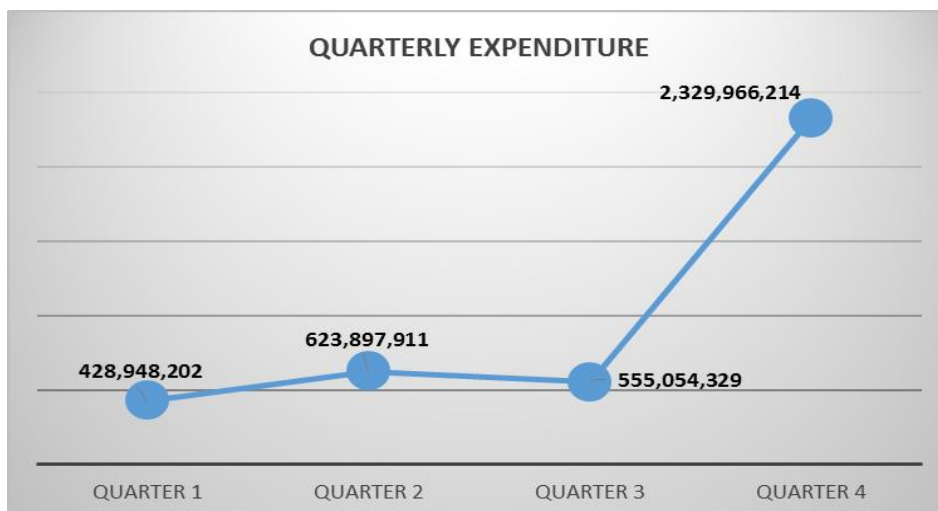 QUARTERLY EXPENDITURE
2,329,966,214
623,897,911
428,948,202
555,054,329
QUARTER 1
QUARTER 2
QUARTER 3
QUARTER 4